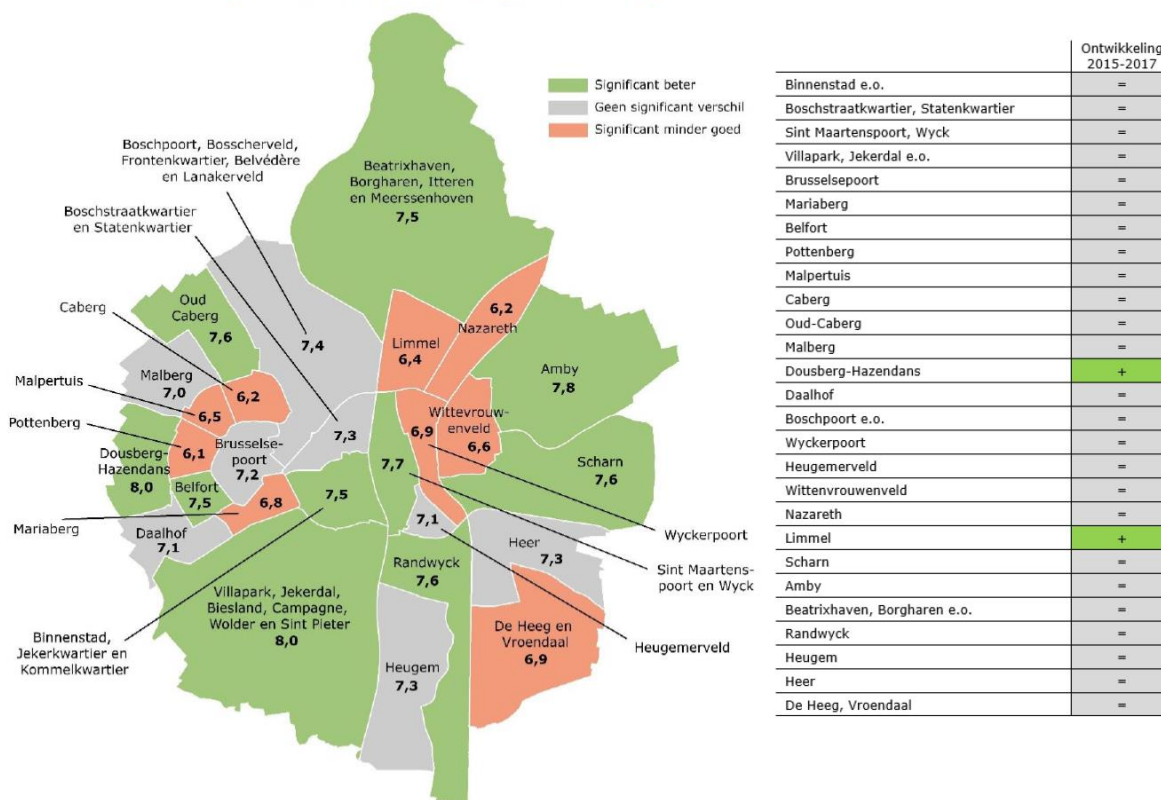 Significant beter
Geen significant verschil
Significant minder goed
Boschpoort, Bosscherveld,
Frontenkwartier, Belvédère
en Lanakerveld
Boschstraatkwartier
en Statenkwartier
Caberg
Malpertuis
Pottenberg
Mariaberg
Binnenstad,
Jekerkwartier en
Kommelkwartier
Beatrixhaven,
Borgharen, Itteren
en Meerssenhoven
7,5
Oud
Caberg
7,6
7,4
Malberg
7,0
6,2
6,5
6,1
Dousberg-
Hazendans
8,0
Brusselse-
poort
7,2
Belfort
7,5
6,8
Daalhof
7,1
7,3
7,5
Limmel
6,4
6,2
Nazareth
Amby
7,8
Wittevrouw-
enveld
6,6
6,9
7,7
Scharn
7,6
7,1
Heer
7,3
Randwyck
7,6
Villapark, Jekerdal,
Biesland, Campagne,
Wolder en Sint Pieter
8,0
Heugem
7,3
De Heeg en
Vroendaal
6,9
Wyckerpoort
Sint Maartens-
poort en Wyck
Heugemerveld
Ontwikkeling
2015-2017
Binnenstad e.o. =
Boschstraatkwartier, Statenkwartier =
Sint Maartenspoort, Wyck =
Villapark, Jekerdal e.o. =
Brusselsepoort =
Mariaberg =
Belfort =
Pottenberg =
Malpertuis =
Caberg =
Oud-Caberg =
Malberg =
Dousberg-Hazendans +
Daalhof =
Boschpoort e.o. =
Wyckerpoort =
Heugemerveld =
Wittenvrouwenveld =
Nazareth =
Limmel +
Scharn =
Amby =
Beatrixhaven, Borgharen e.o. =
Randwyck =
Heugem =
Heer =
De Heeg, Vroendaal =